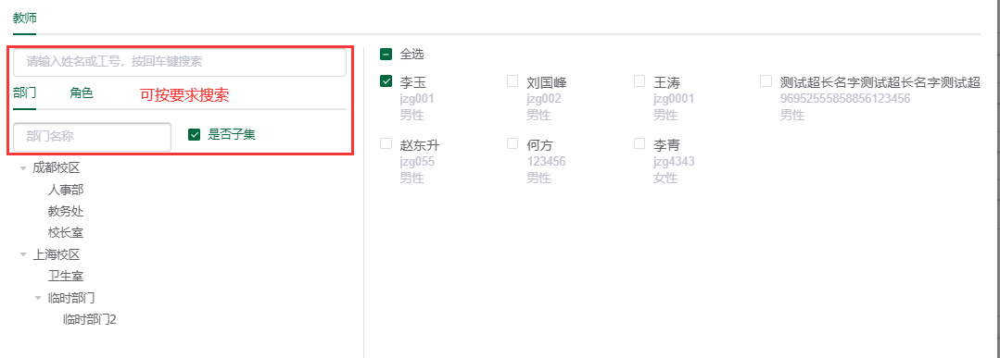 教师
请输入姓名或工号，按回车键搜索
部门 角色 可按要求搜索
部门名称 是否子集
成都校区
人事部
教务处
校长室
上海校区
卫生室
临时部门
临时部门2
全选
李玉 刘国峰 王涛 测试超长名字测试超长名字测试超
jzg001 jzg002 jzg0001 96952555858856123456
男性 男性 男性 男性
赵东升 何方 李青
jzg055 123456 jzg4343
男性 男性 女性